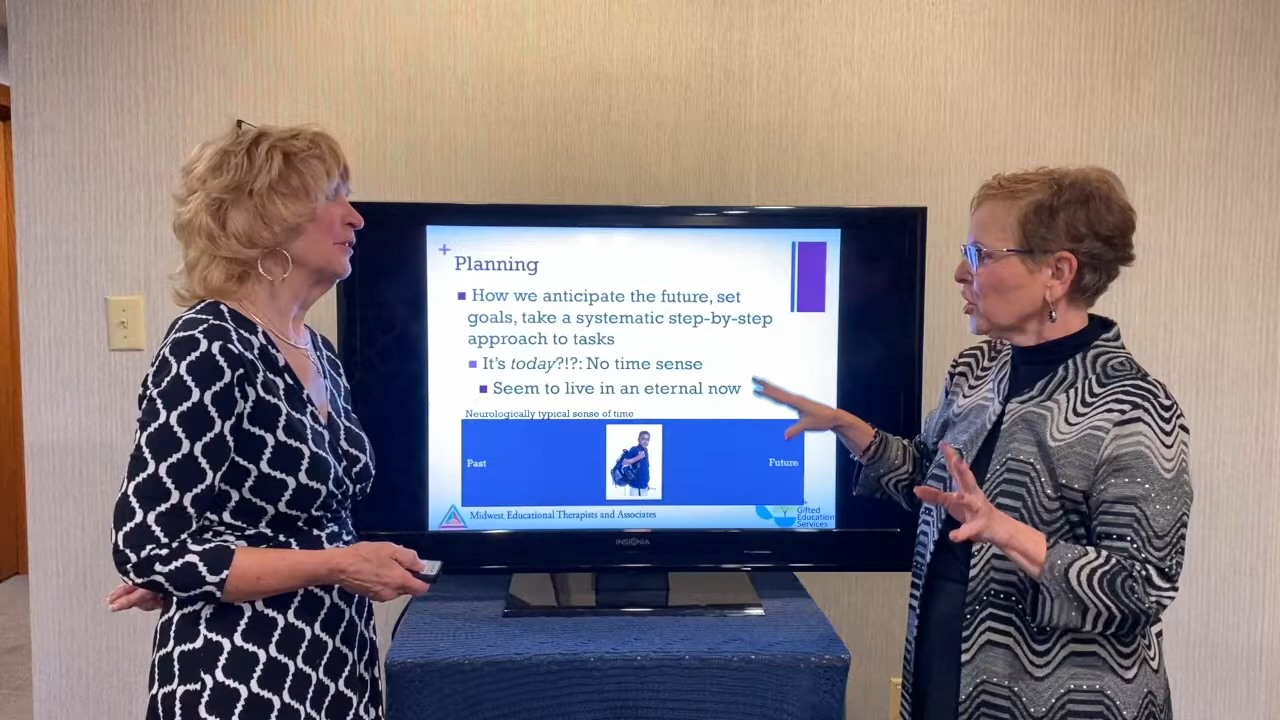 +
Planning
How we anticipate the future, set
goals, take a systematic step-by-step
approach to tasks
It's today?!?: No time sense
Seem to live in an eternal now
Neurologically typical sense of time
Past
Future
Midwest Educational Therapists and Associates
Gifted
Education
Services
INSIGNIA